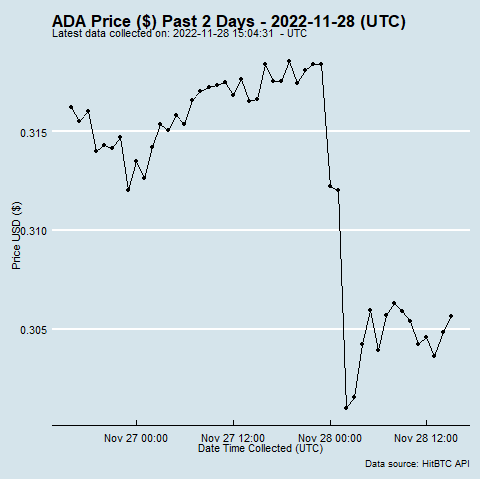 ADA Price ($) Past 2 Days - 2022-11-28 (UTC)
Latest data collected on: 2022-11-28 15:04:31 - UTC
0.315
0.310
0.305
Price USD ($)
Nov 27 00:00 Nov 27 12:00 Nov 28 00:00 Nov 28 12:00
Date Time Collected (UTC)
Data source: HitBTC API